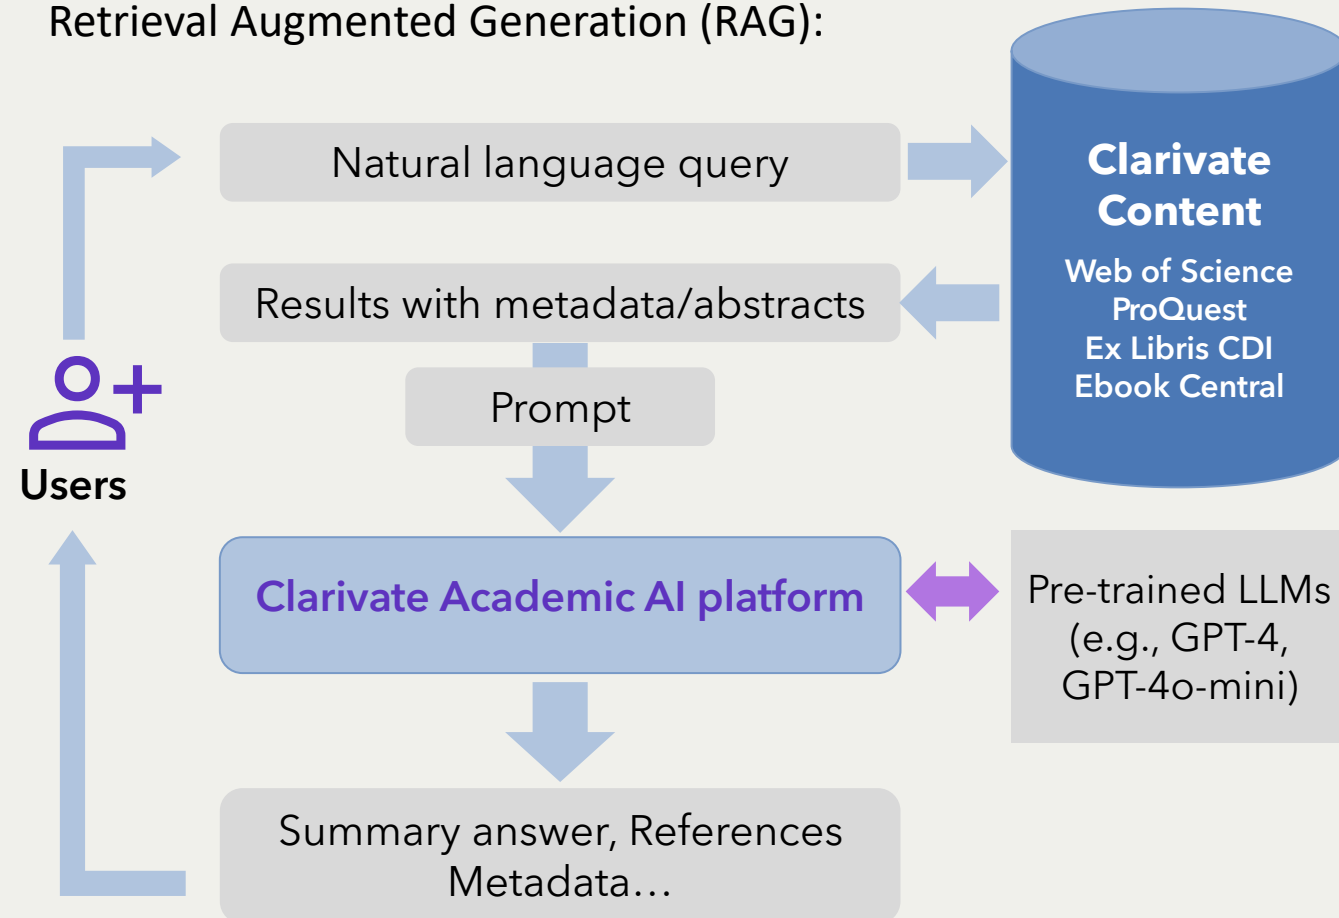 Retrieval Augmented Generation (RAG):
Natural language query
Clarivate
Content
Web of Science
ProQuest
Ex Libris CDI
Ebook Central
Results with metadata/abstracts
Prompt
Users
Clarivate Academic AI platform
Pre-trained LLMs
(e.g., GPT-4,
GPT-4o-mini)
Summary answer, References
Metadata…